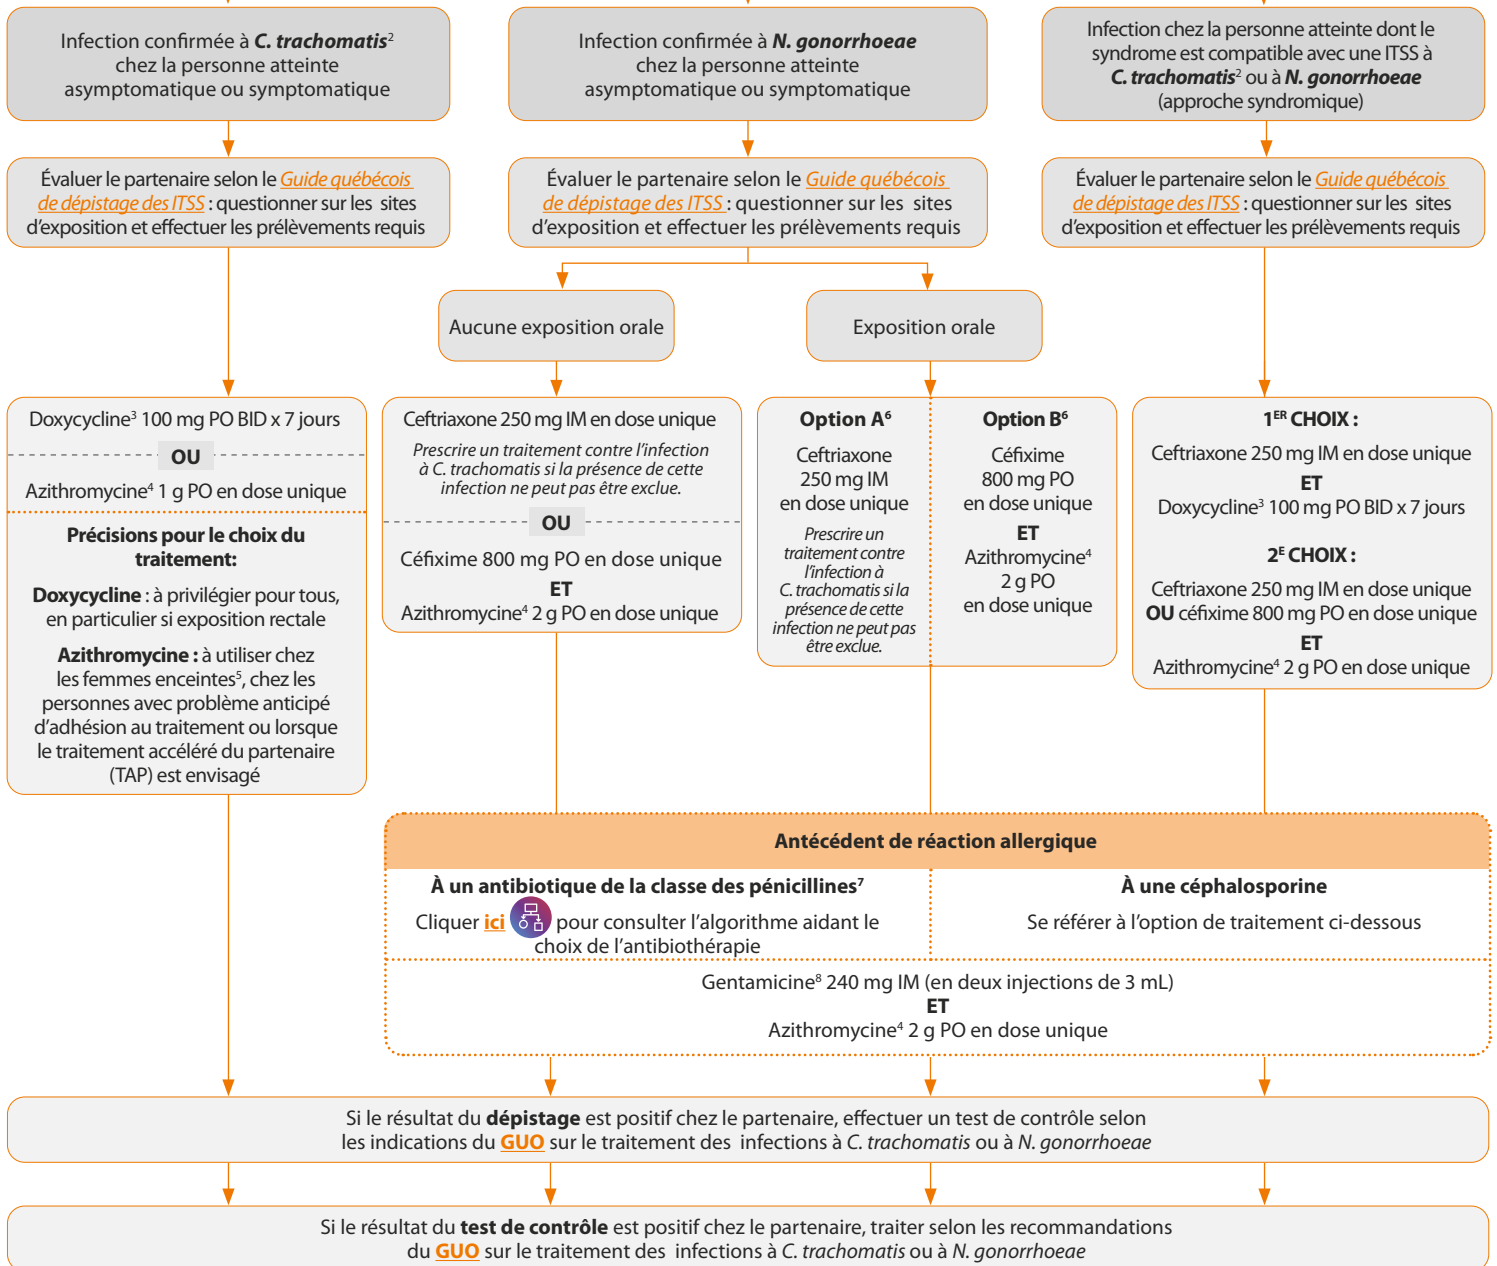 Infection confirmée à C. trachomatis²
chez la personne atteinte
asymptomatique ou symptomatique
Infection confirmée à N. gonorrhoeae
chez la personne atteinte
asymptomatique ou symptomatique
Infection chez la personne atteinte dont le
syndrome est compatible avec une ITSS à
C. trachomatis² ou à N. gonorrhoeae
(approche syndromique)
Évaluer le partenaire selon le Guide québécois
de dépistage des ITSS : questionner sur les sites
d’exposition et effectuer les prélèvements requis
Évaluer le partenaire selon le Guide québécois
de dépistage des ITSS : questionner sur les sites
d’exposition et effectuer les prélèvements requis
Évaluer le partenaire selon le Guide québécois
de dépistage des ITSS : questionner sur les sites
d’exposition et effectuer les prélèvements requis
Aucune exposition orale
Exposition orale
Doxycycline³ 100 mg PO BID x 7 jours
OU
Azithromycine⁴ 1 g PO en dose unique
Précisions pour le choix du
traitement:
Doxycycline : à privilégier pour tous,
en particulier si exposition rectale
Azithromycine : à utiliser chez
les femmes enceintes⁵, chez les
personnes avec problème anticipé
d’adhésion au traitement ou lorsque
le traitement accéléré du partenaire
(TAP) est envisagé
Ceftriaxone 250 mg IM en dose unique
Prescrire un traitement contre l’infection
à C. trachomatis si la présence de cette
infection ne peut pas être exclue.
OU
Céfixime 800 mg PO en dose unique
ET
Azithromycine⁴ 2 g PO en dose unique
Option A⁶
Ceftriaxone
250 mg IM
en dose unique
Prescrire un
traitement contre
l’infection à
C. trachomatis si la
présence de cette
infection ne peut pas
être exclue.
Option B⁶
Céfixime
800 mg PO
en dose unique
ET
Azithromycine⁴
2 g PO
en dose unique
1ER CHOIX :
Ceftriaxone 250 mg IM en dose unique
ET
Doxycycline³ 100 mg PO BID x 7 jours
2E CHOIX :
Ceftriaxone 250 mg IM en dose unique
OU céfixime 800 mg PO en dose unique
ET
Azithromycine⁴ 2 g PO en dose unique
Antécédent de réaction allergique
À un antibiotique de la classe des pénicillines⁷
Cliquer ici pour consulter l’algorithme aidant le
choix de l’antibiothérapie
À une céphalosporine
Se référer à l’option de traitement ci-dessous
Gentamicine⁸ 240 mg IM (en deux injections de 3 mL)
ET
Azithromycine⁴ 2 g PO en dose unique
Si le résultat du dépistage est positif chez le partenaire, effectuer un test de contrôle selon
les indications du GUO sur le traitement des infections à C. trachomatis ou à N. gonorrhoeae
Si le résultat du test de contrôle est positif chez le partenaire, traiter selon les recommandations
du GUO sur le traitement des infections à C. trachomatis ou à N. gonorrhoeae